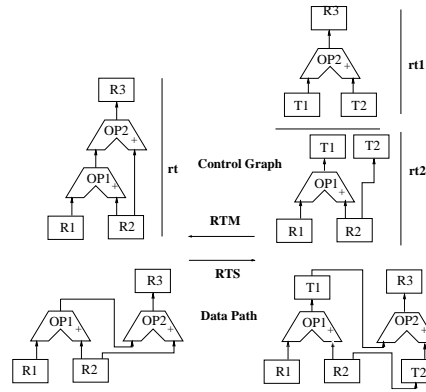 R3
OP2
+
T1
T2
rt1
R3
OP2
+
OP1
+
R1
R2
rt
Control Graph
T1
T2
OP1
+
R1
R2
rt2
RTM
RTS
Data Path
R3
OP1
+
OP2
+
R1
R2
T1
R3
OP1
+
OP2
+
R1
R2
T2